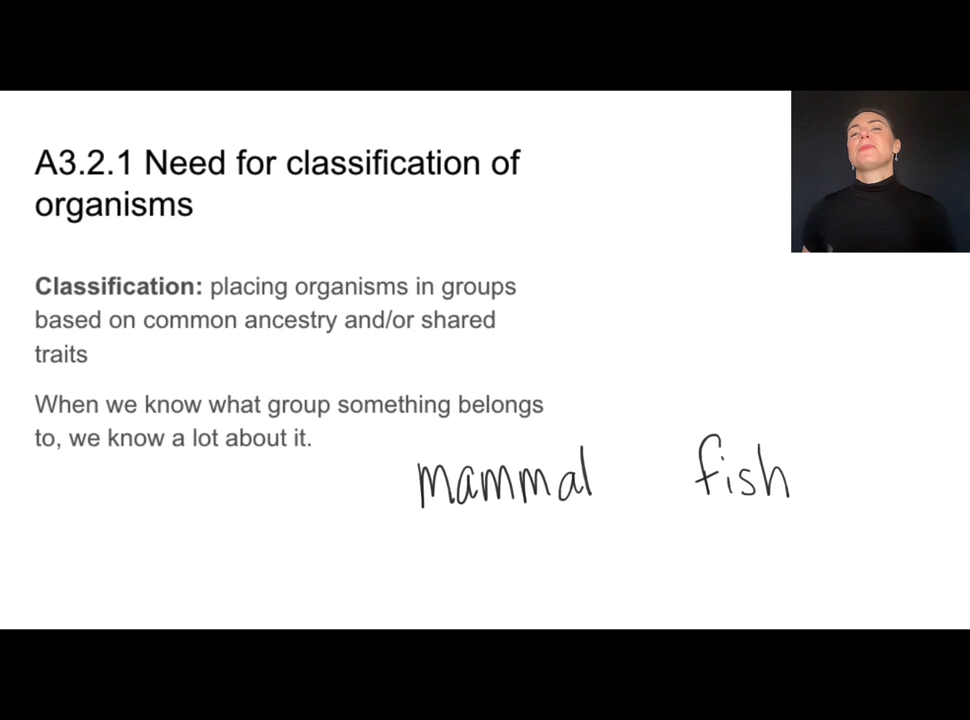 A3.2.1 Need for classification of
organisms
Classification: placing organisms in groups
based on common ancestry and/or shared
traits
When we know what group something belongs
to, we know a lot about it.
mammal fish